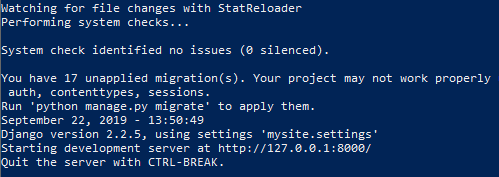 Watching for file changes with StatReloader
Performing system checks...
System check identified no issues (0 silenced).
You have 17 unapplied migration(s). Your project may not work properly
auth, contenttypes, sessions.
Run 'python manage.py migrate' to apply them.
September 22, 2019 - 13:50:49
Django version 2.2.5, using settings 'mysite.settings'
Starting development server at http://127.0.0.1:8000/
Quit the server with CTRL-BREAK.